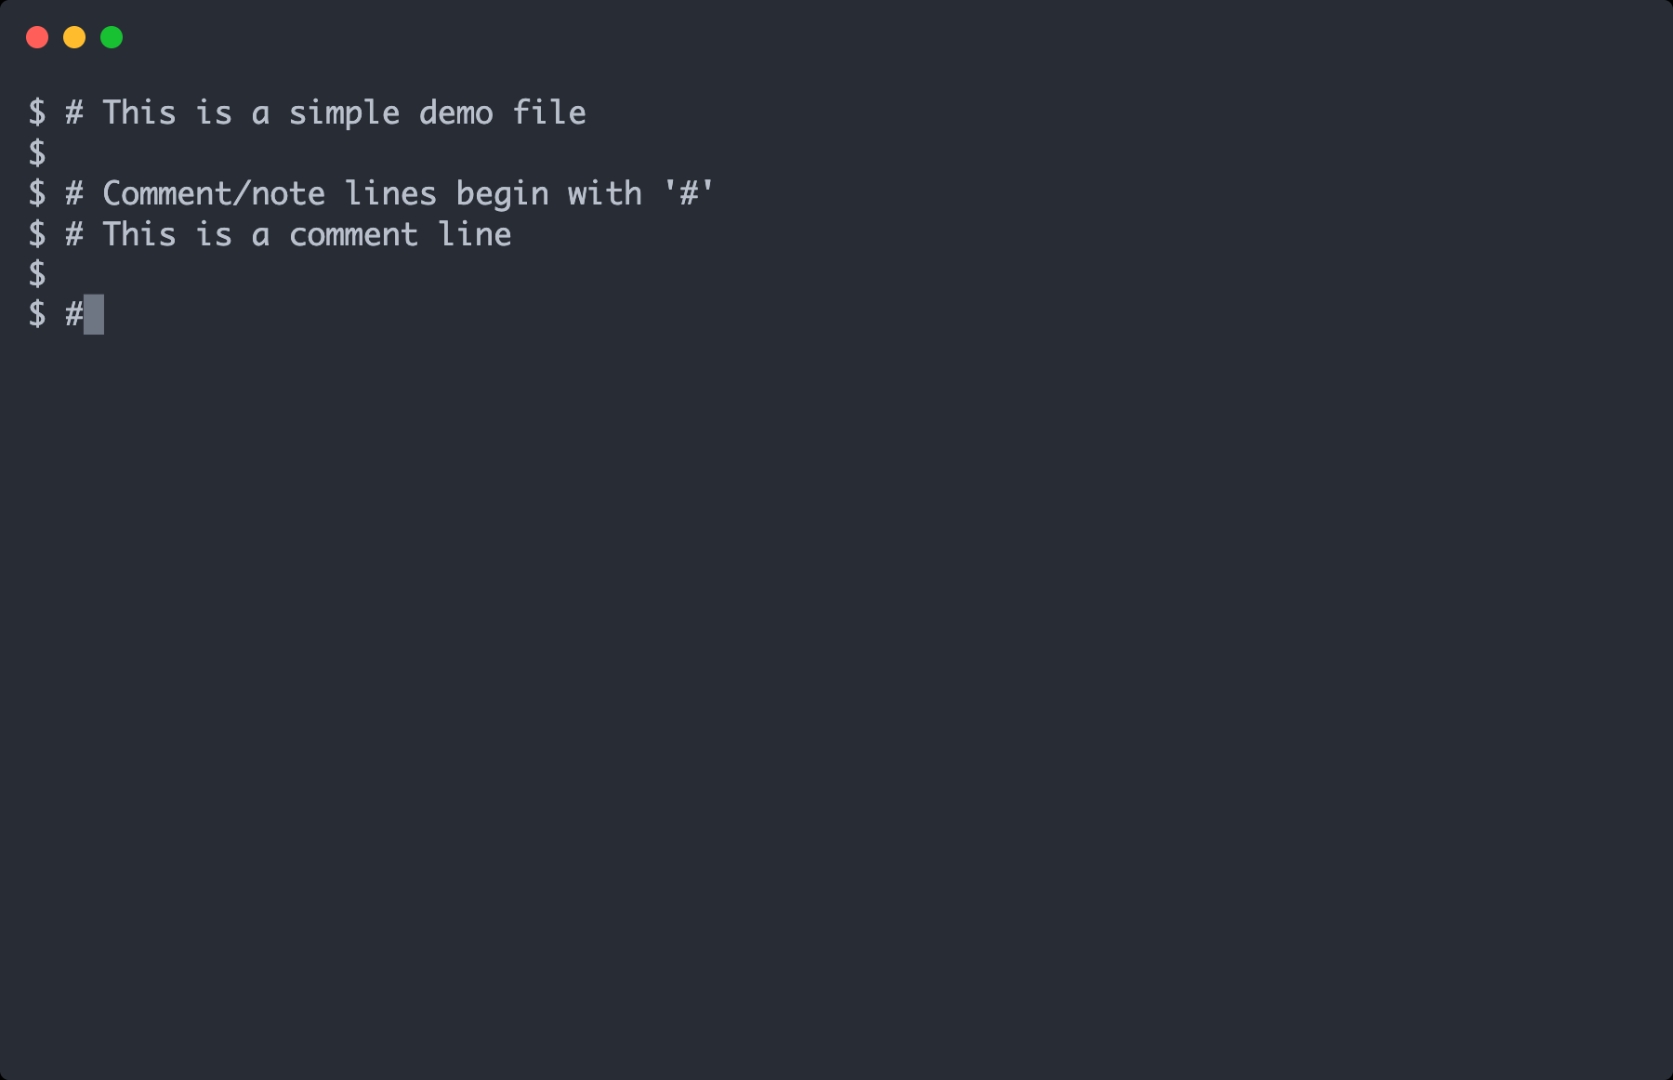 $ # This is a simple demo file
$
$ # Comment/note lines begin with '#'
$ # This is a comment line
$
$ #